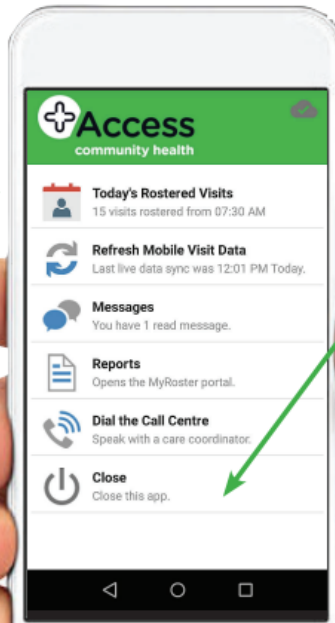 Access
community health
Today's Rostered Visits
15 visits rostered from 07:30 AM
Refresh Mobile Visit Data
Last live data sync was 12:01 PM Today.
Messages
You have 1 read message.
Reports
Opens the MyRoster portal.
Dial the Call Centre
Speak with a care coordinator.
Close
Close this app.